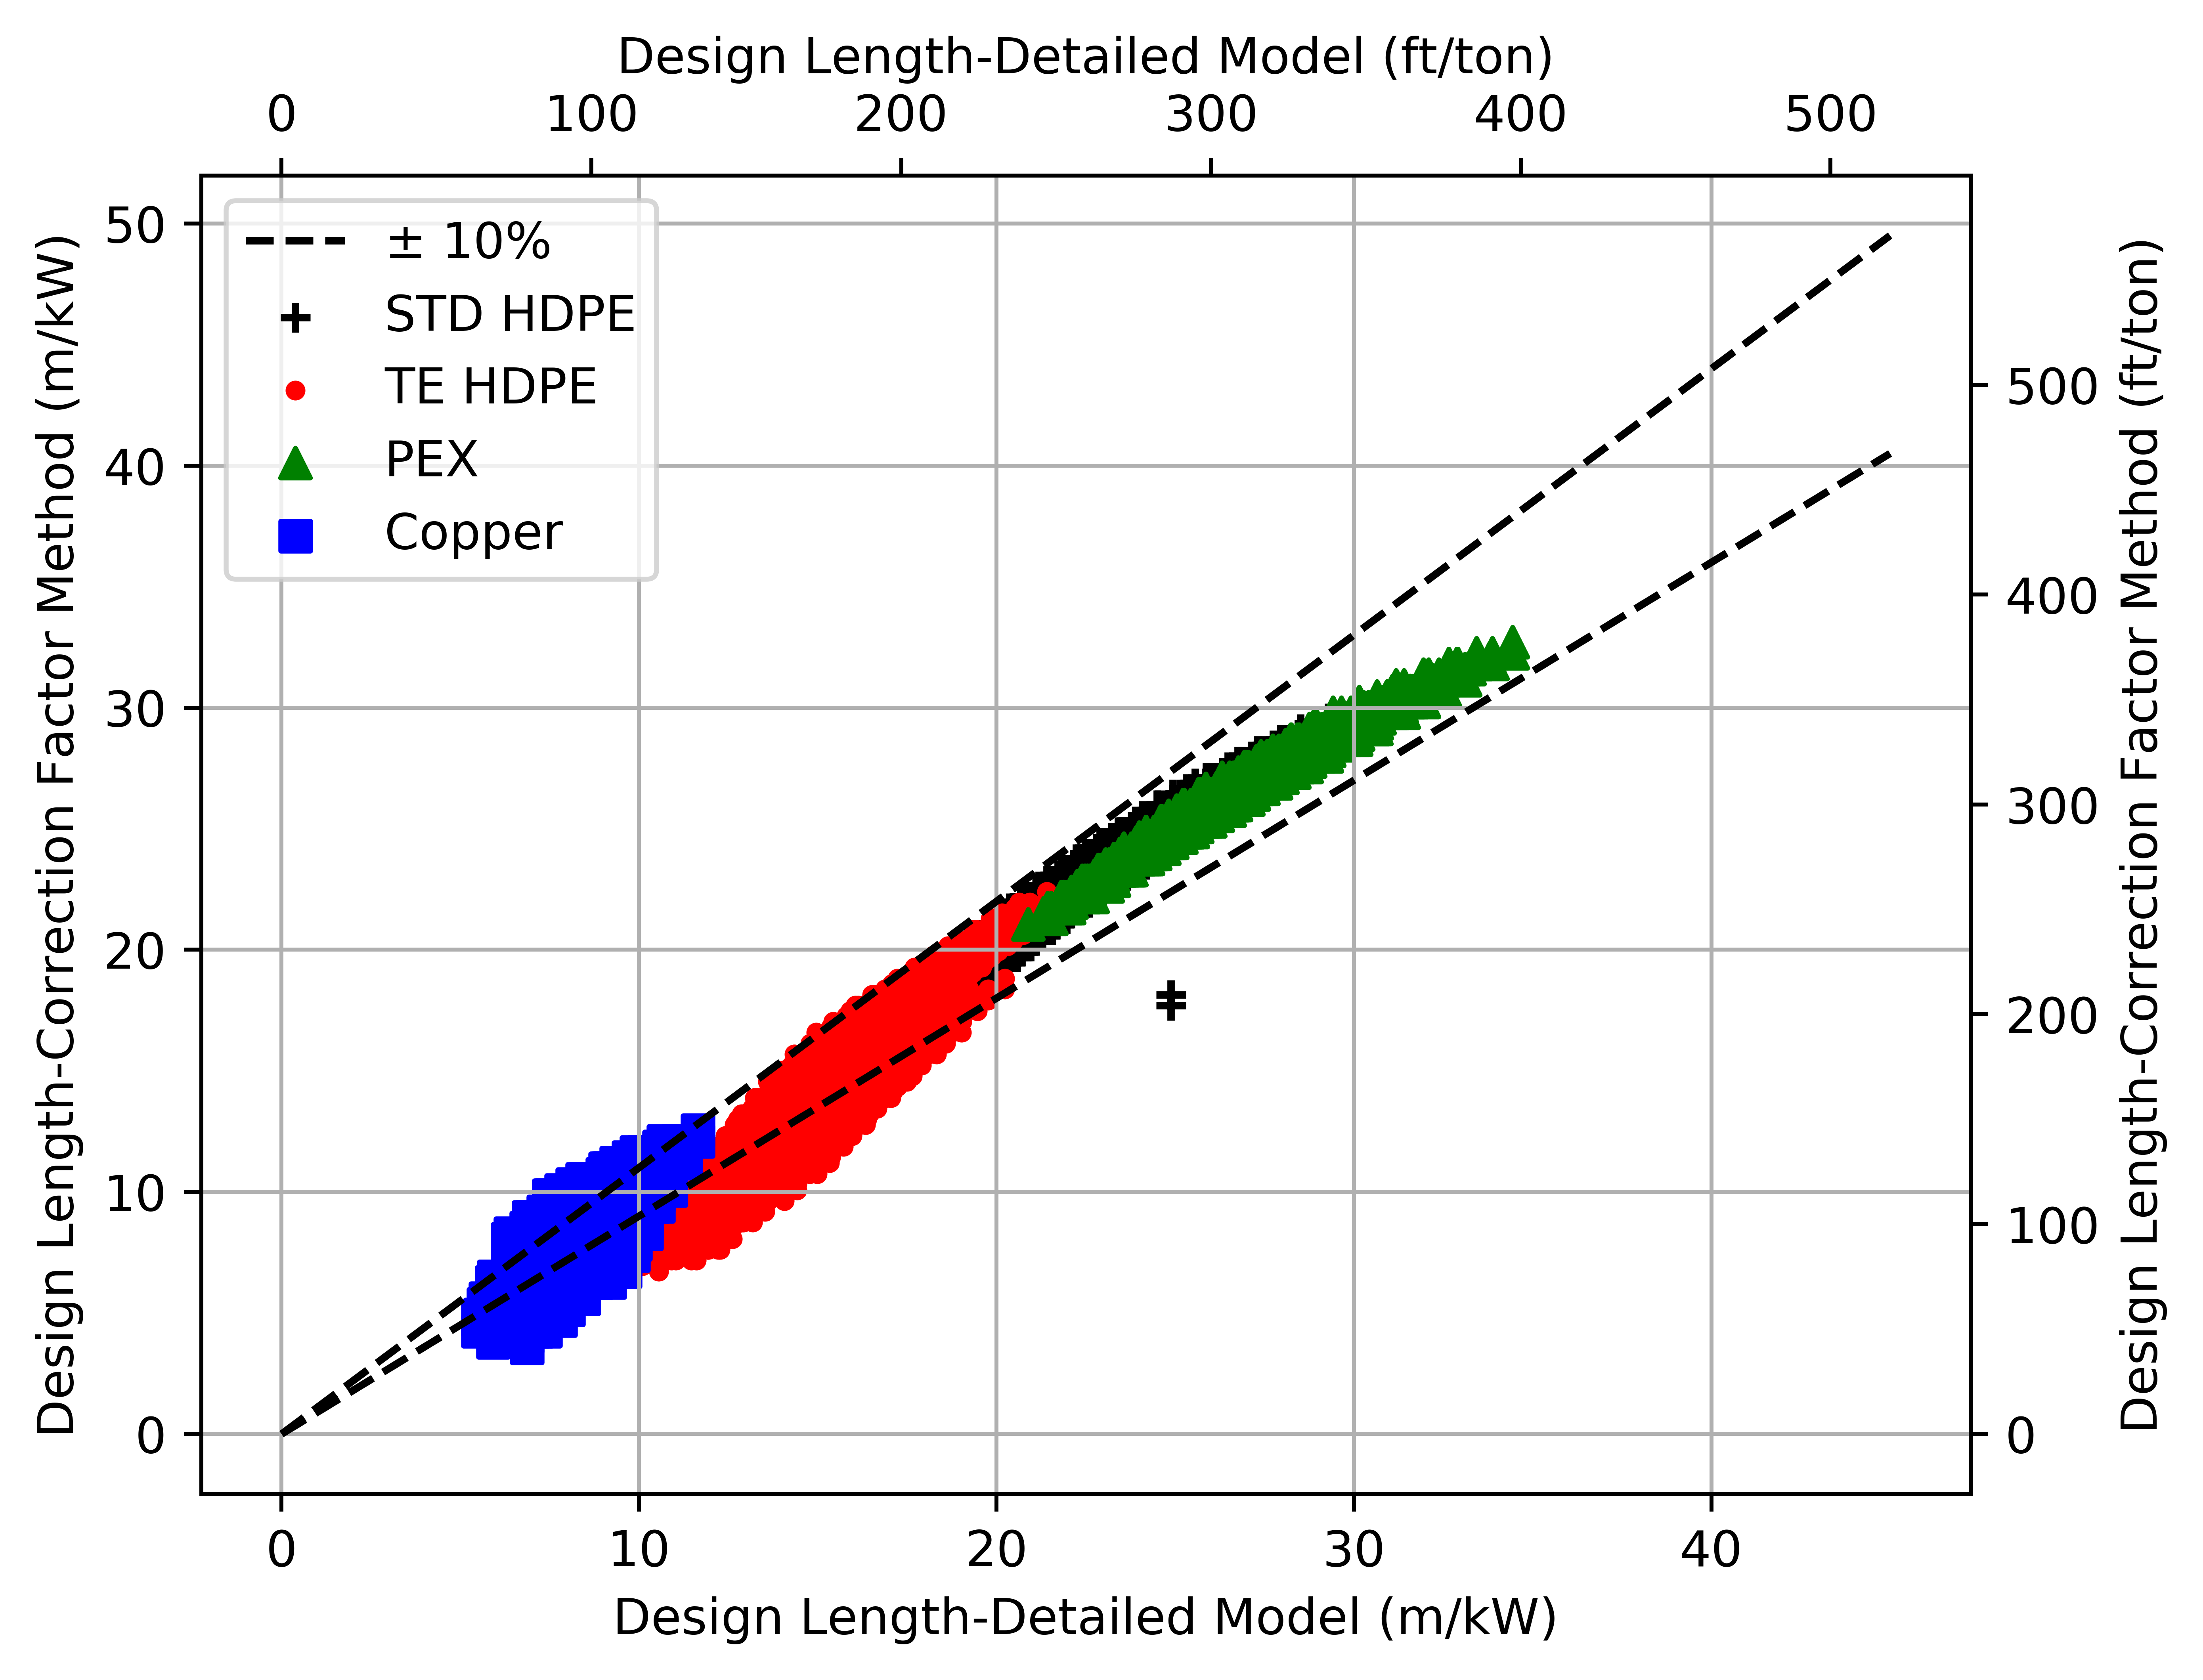 Design Length-Detailed Model (ft/ton)
0 100 200 300 400 500
Design Length-Correction Factor Method (m/kW)
50
40
30
20
10
0
± 10%
STD HDPE
TE HDPE
PEX
Copper
500
400
300
200
100
0
Design Length-Correction Factor Method (ft/ton)
0 10 20 30 40
Design Length-Detailed Model (m/kW)